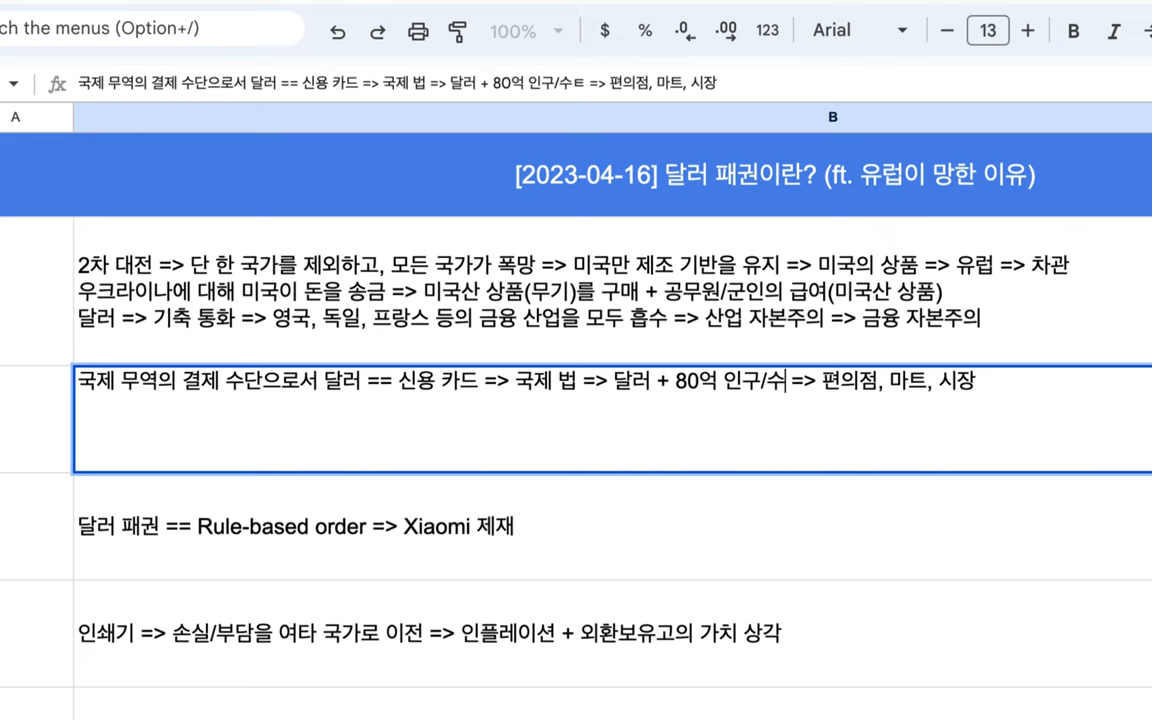 ch the menus (Option+/)
100%
$ % .0 .00 123 Arial 13 B I
fx 국제 무역의 결제 수단으로서 달러 == 신용 카드 => 국제 법 => 달러 + 80억 인구/수ㅌ => 편의점, 마트, 시장
A B
[2023-04-16] 달러 패권이란? (ft. 유럽이 망한 이유)
2차 대전 => 단 한 국가를 제외하고, 모든 국가가 폭망 => 미국만 제조 기반을 유지 => 미국의 상품 => 유럽 => 차관
우크라이나에 대해 미국이 돈을 송금 => 미국산 상품(무기)를 구매 + 공무원/군인의 급여(미국산 상품)
달러 => 기축 통화 => 영국, 독일, 프랑스 등의 금융 산업을 모두 흡수 => 산업 자본주의 => 금융 자본주의
국제 무역의 결제 수단으로서 달러 == 신용 카드 => 국제 법 => 달러 + 80억 인구/수 => 편의점, 마트, 시장
달러 패권 == Rule-based order => Xiaomi 제재
인쇄기 => 손실/부담을 여타 국가로 이전 => 인플레이션 + 외환보유고의 가치 상각